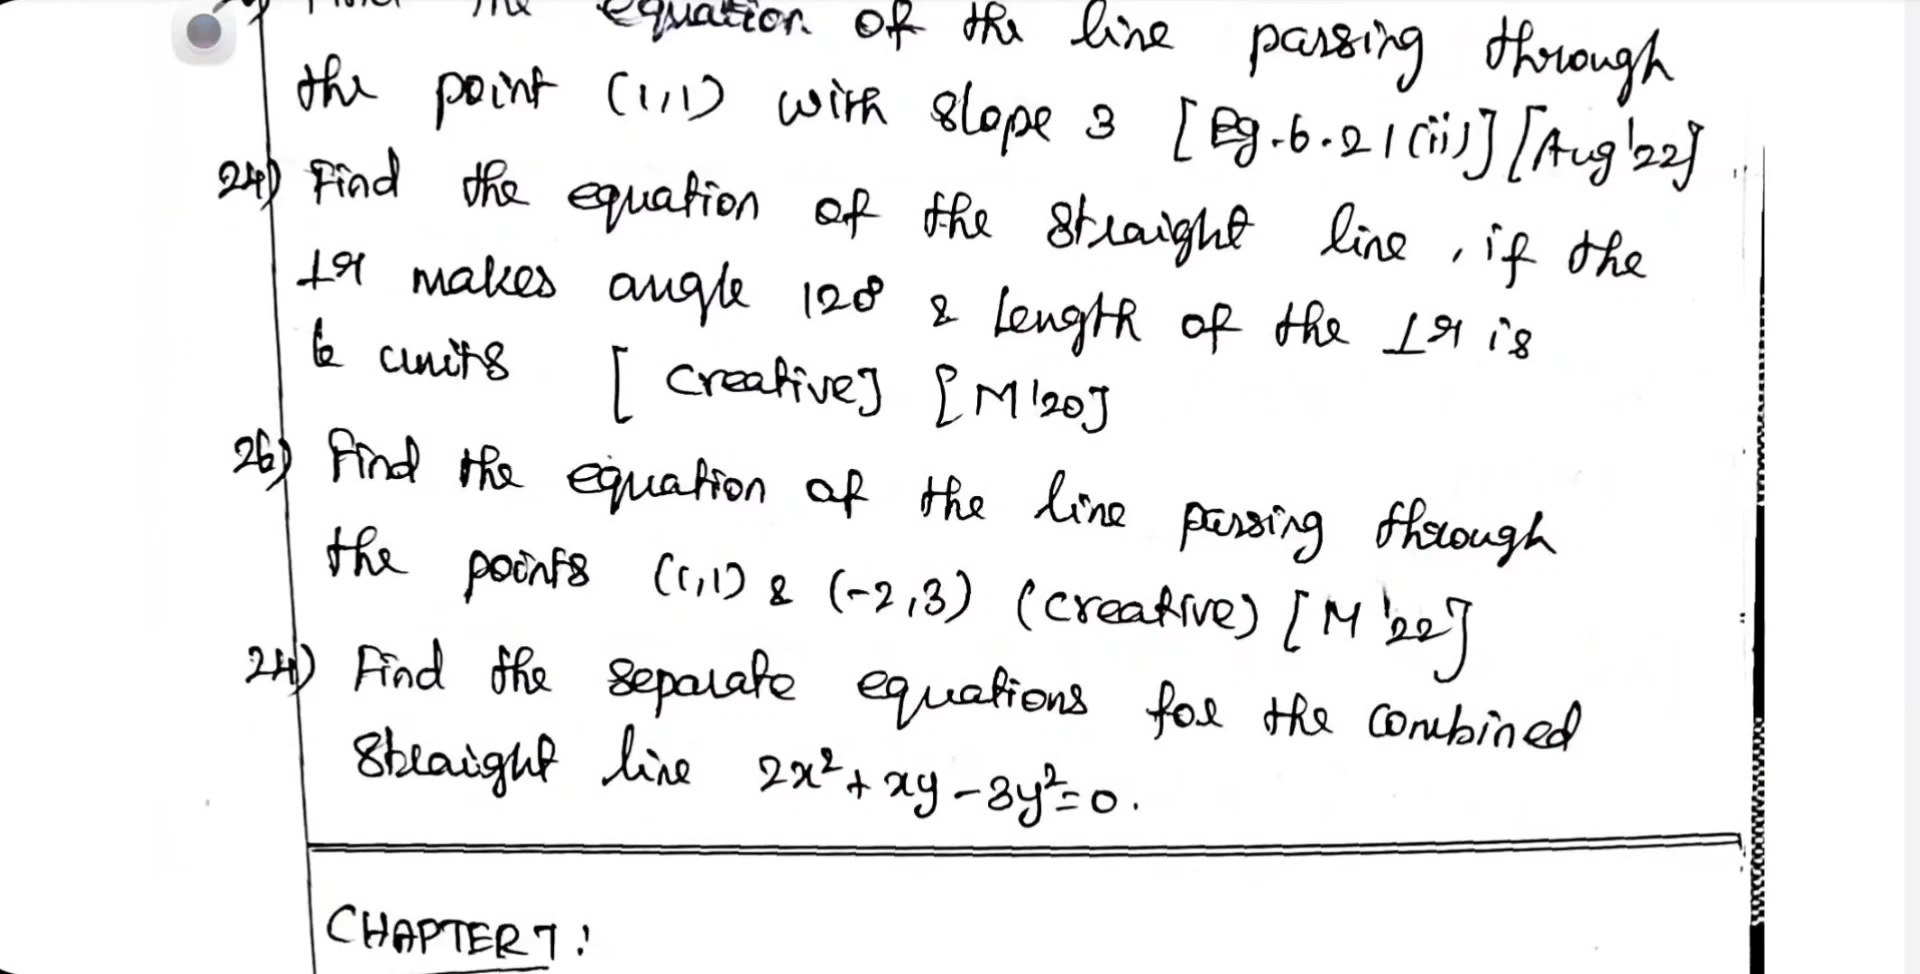 the equation of the line passing through
the point (1,1) with slope 3 [Eg.6.21(ii)] [Aug'22]
24) Find the equation of the straight line, if the
⊥r makes angle 120° & length of the ⊥r is
6 units [creative] [M'20]
26) Find the equation of the line passing through
the points (1,1) & (-2,3) (creative) [M'22]
24) Find the separate equations for the combined
straight line 2x²+xy-3y²=0.
CHAPTER 7: